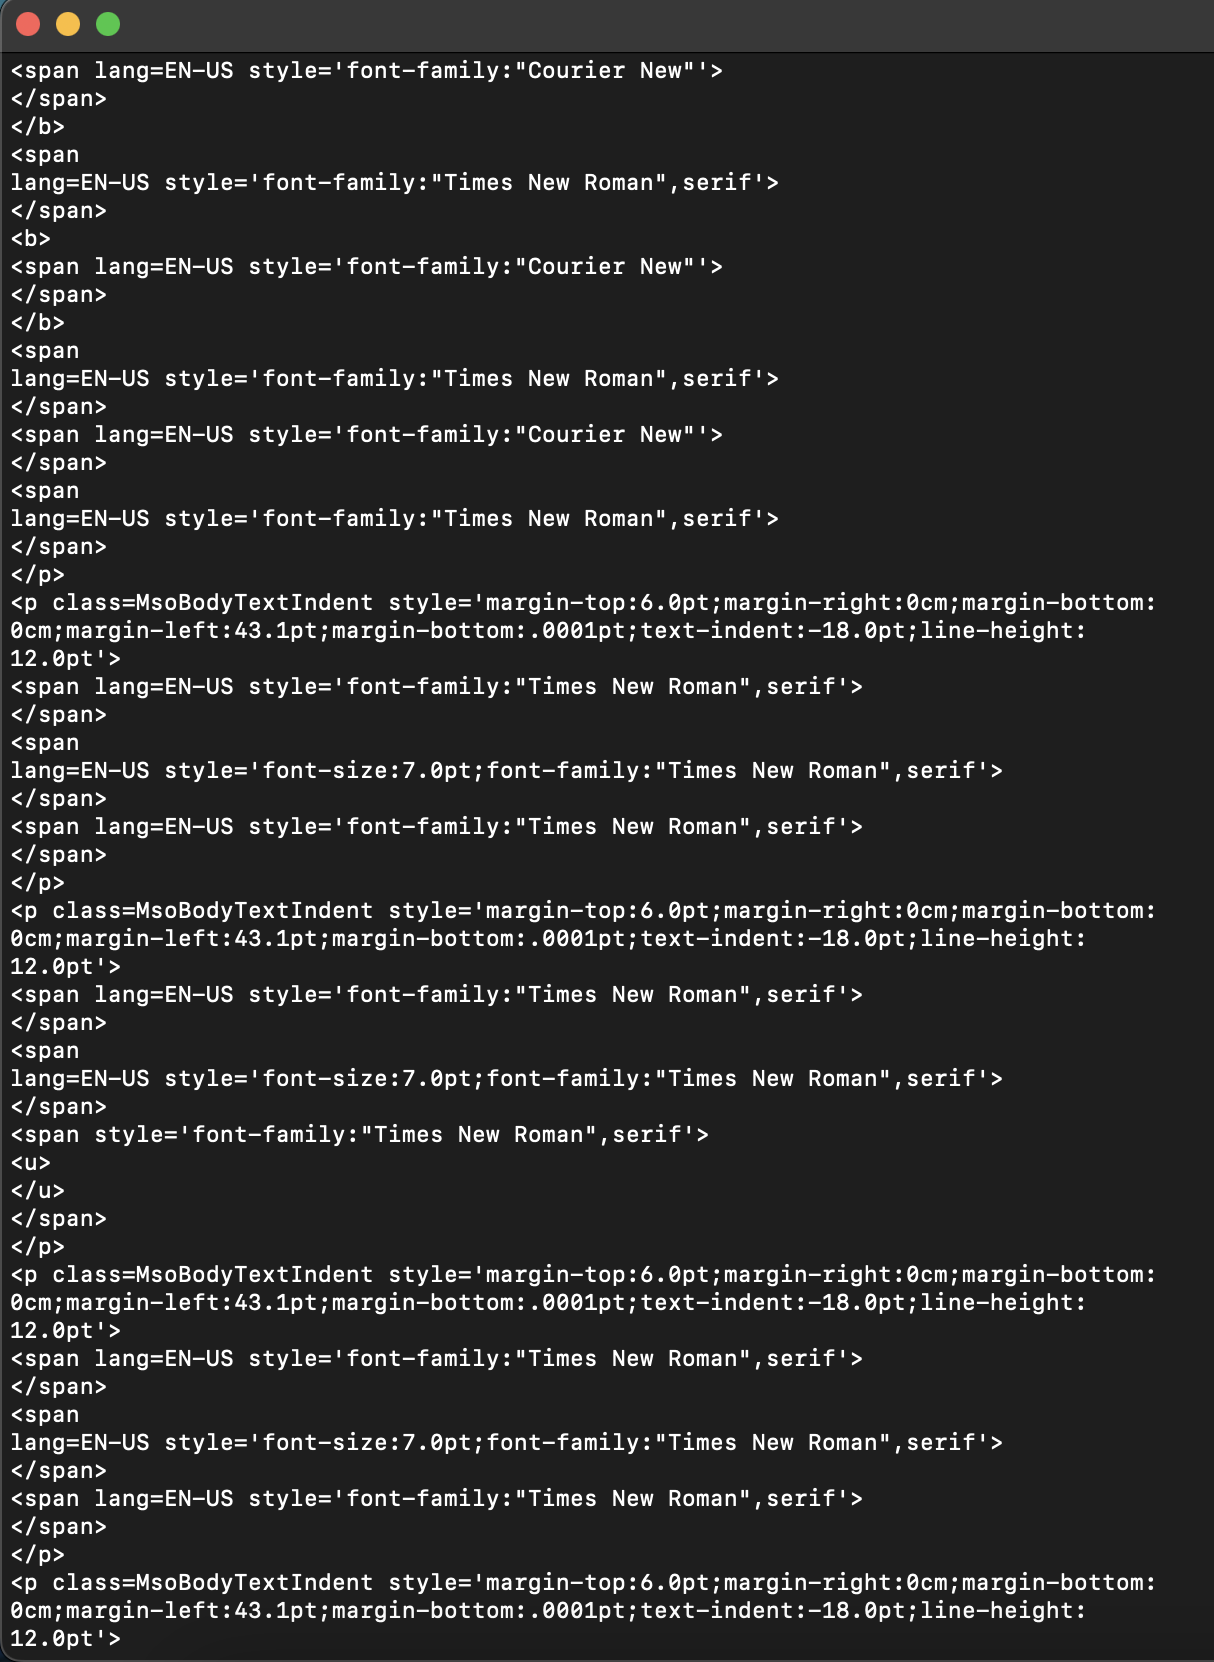 <span lang=EN-US style='font-family:"Courier New"'>
</span>
</b>
<span
lang=EN-US style='font-family:"Times New Roman",serif'>
</span>
<b>
<span lang=EN-US style='font-family:"Courier New"'>
</span>
</b>
<span
lang=EN-US style='font-family:"Times New Roman",serif'>
</span>
<span lang=EN-US style='font-family:"Courier New"'>
</span>
<span
lang=EN-US style='font-family:"Times New Roman",serif'>
</span>
</p>
<p class=MsoBodyTextIndent style='margin-top:6.0pt;margin-right:0cm;margin-bottom:
0cm;margin-left:43.1pt;margin-bottom:.0001pt;text-indent:-18.0pt;line-height:
12.0pt'>
<span lang=EN-US style='font-family:"Times New Roman",serif'>
</span>
<span
lang=EN-US style='font-size:7.0pt;font-family:"Times New Roman",serif'>
</span>
<span lang=EN-US style='font-family:"Times New Roman",serif'>
</span>
</p>
<p class=MsoBodyTextIndent style='margin-top:6.0pt;margin-right:0cm;margin-bottom:
0cm;margin-left:43.1pt;margin-bottom:.0001pt;text-indent:-18.0pt;line-height:
12.0pt'>
<span lang=EN-US style='font-family:"Times New Roman",serif'>
</span>
<span
lang=EN-US style='font-size:7.0pt;font-family:"Times New Roman",serif'>
</span>
<span style='font-family:"Times New Roman",serif'>
<u>
</u>
</span>
</p>
<p class=MsoBodyTextIndent style='margin-top:6.0pt;margin-right:0cm;margin-bottom:
0cm;margin-left:43.1pt;margin-bottom:.0001pt;text-indent:-18.0pt;line-height:
12.0pt'>
<span lang=EN-US style='font-family:"Times New Roman",serif'>
</span>
<span
lang=EN-US style='font-size:7.0pt;font-family:"Times New Roman",serif'>
</span>
<span lang=EN-US style='font-family:"Times New Roman",serif'>
</span>
</p>
<p class=MsoBodyTextIndent style='margin-top:6.0pt;margin-right:0cm;margin-bottom:
0cm;margin-left:43.1pt;margin-bottom:.0001pt;text-indent:-18.0pt;line-height:
12.0pt'>